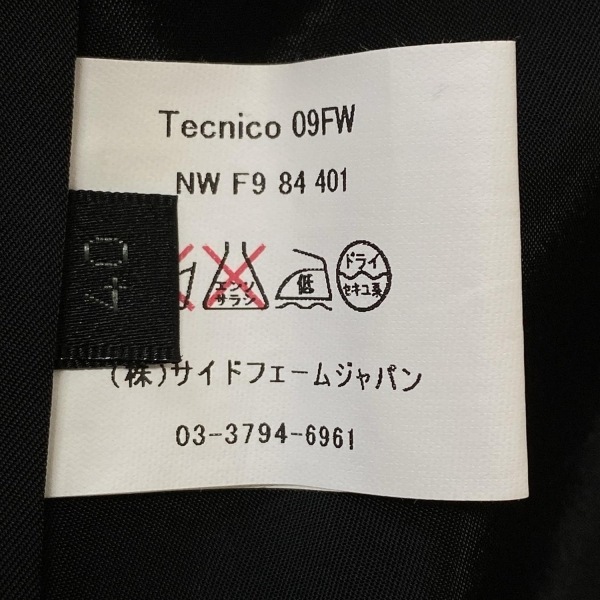 Tecnico 09FW
NW F9 84 401
40
エンソ
サラシ
低
ドライ
セキユ系
(株)サイドフェームジャパン
03-3794-6961